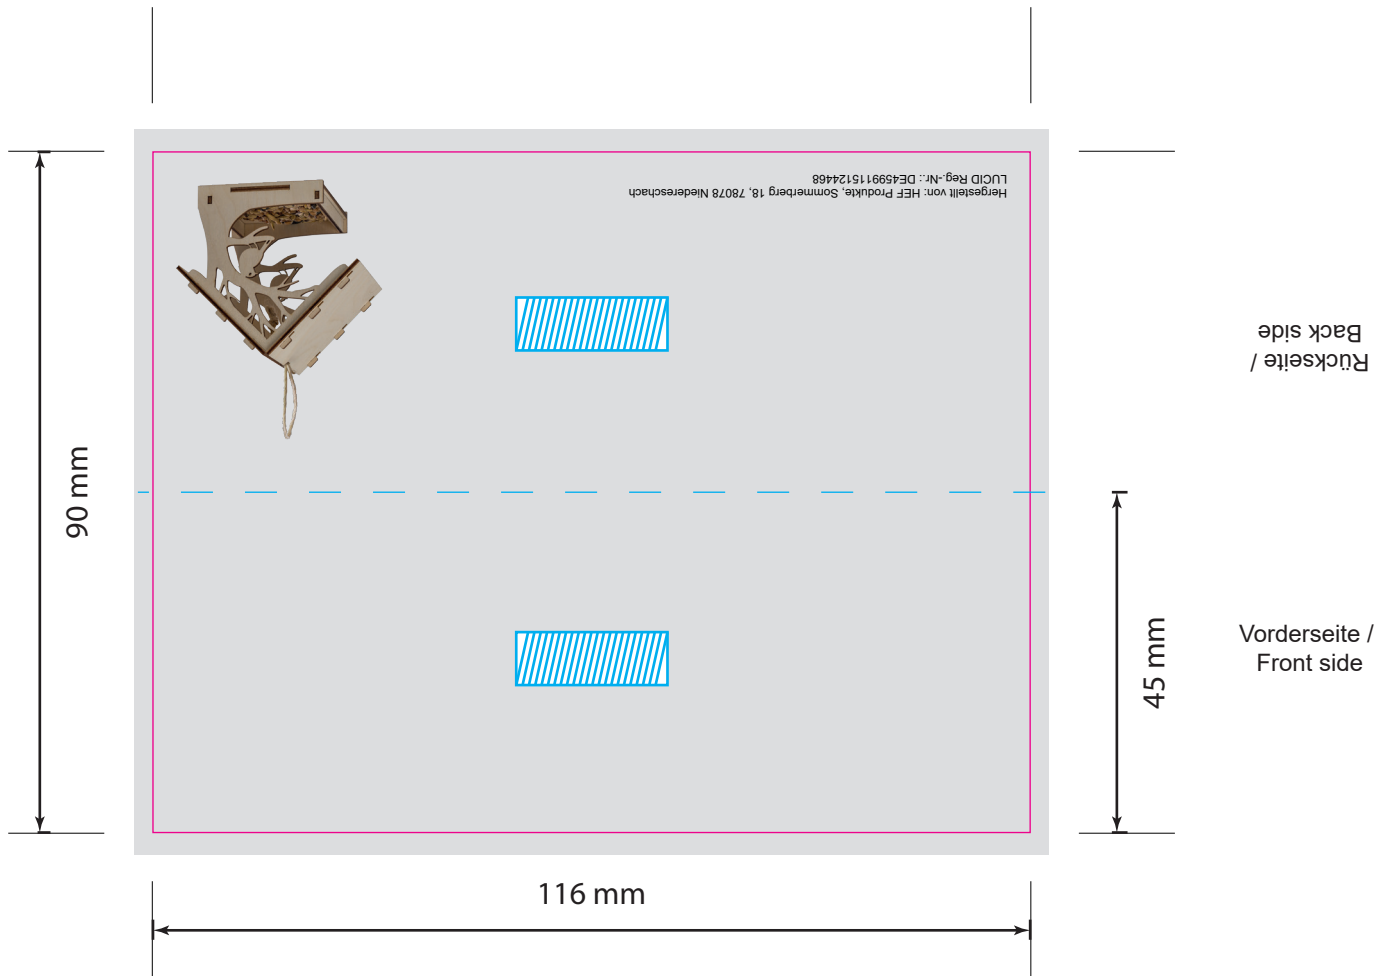 Hergestellt von: HEF Produkte, Sommerberg 18, 78078 Niedereschach
LUCID Reg.-Nr.: DE4599115124468
Rückseite /
Back side
90 mm
45 mm
Vorderseite /
Front side
116 mm